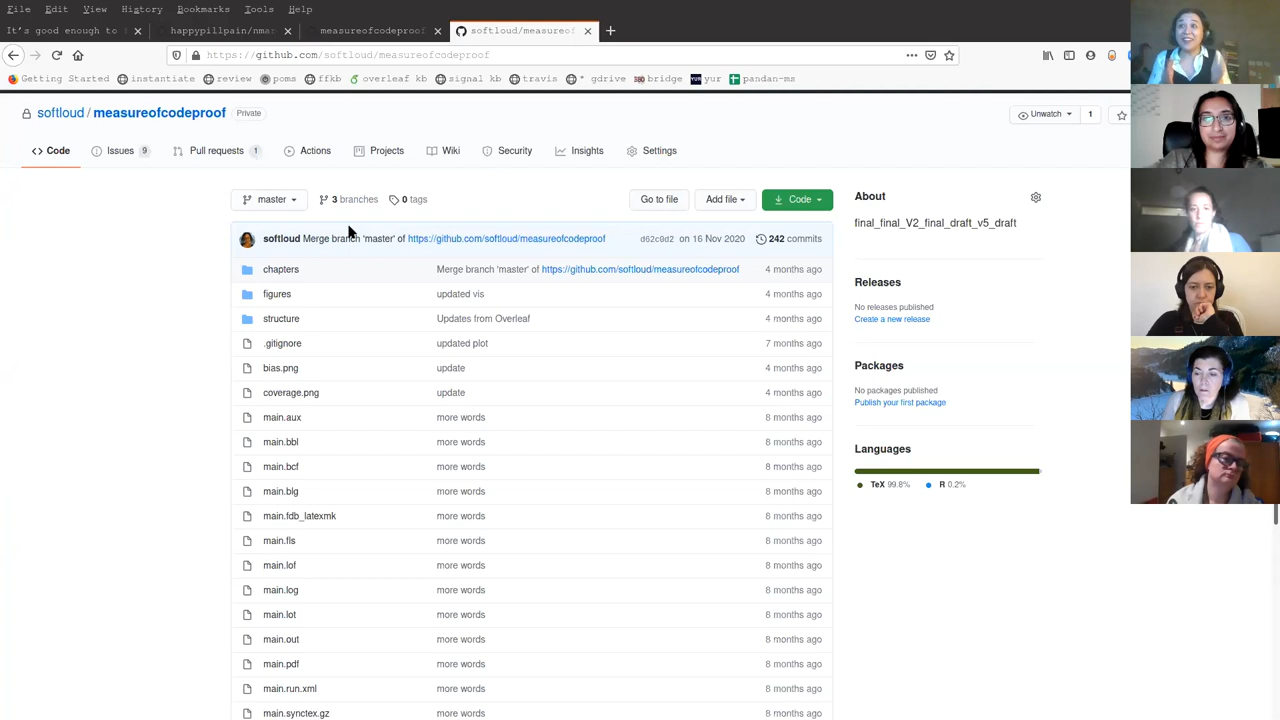 File Edit View History Bookmarks Tools Help
It's good enough to
happypillpain/nmar
measureofcodeproof
softloud/measureof
https://github.com/softloud/measureofcodeproof
Getting Started instantiate review poms ffkb overleaf kb signal kb travis * gdrive bridge yur pandan-ms
softloud / measureofcodeproof Private
Unwatch 1
Code Issues 9 Pull requests 1 Actions Projects Wiki Security Insights Settings
master 3 branches 0 tags Go to file Add file Code
softloud Merge branch 'master' of https://github.com/softloud/measureofcodeproof d62c0d2 on 16 Nov 2020 242 commits
chapters Merge branch 'master' of https://github.com/softloud/measureofcodeproof 4 months ago
figures updated vis 4 months ago
structure Updates from Overleaf 4 months ago
.gitignore updated plot 7 months ago
bias.png update 4 months ago
coverage.png update 4 months ago
main.aux more words 8 months ago
main.bbl more words 8 months ago
main.bcf more words 8 months ago
main.blg more words 8 months ago
main.fdb_latexmk more words 8 months ago
main.fls more words 8 months ago
main.lof more words 8 months ago
main.log more words 8 months ago
main.lot more words 8 months ago
main.out more words 8 months ago
main.pdf more words 8 months ago
main.run.xml more words 8 months ago
main.synctex.gz more words 8 months ago
About
final_final_V2_final_draft_v5_draft
Releases
No releases published
Create a new release
Packages
No packages published
Publish your first package
Languages
TeX 99.8% R 0.2%